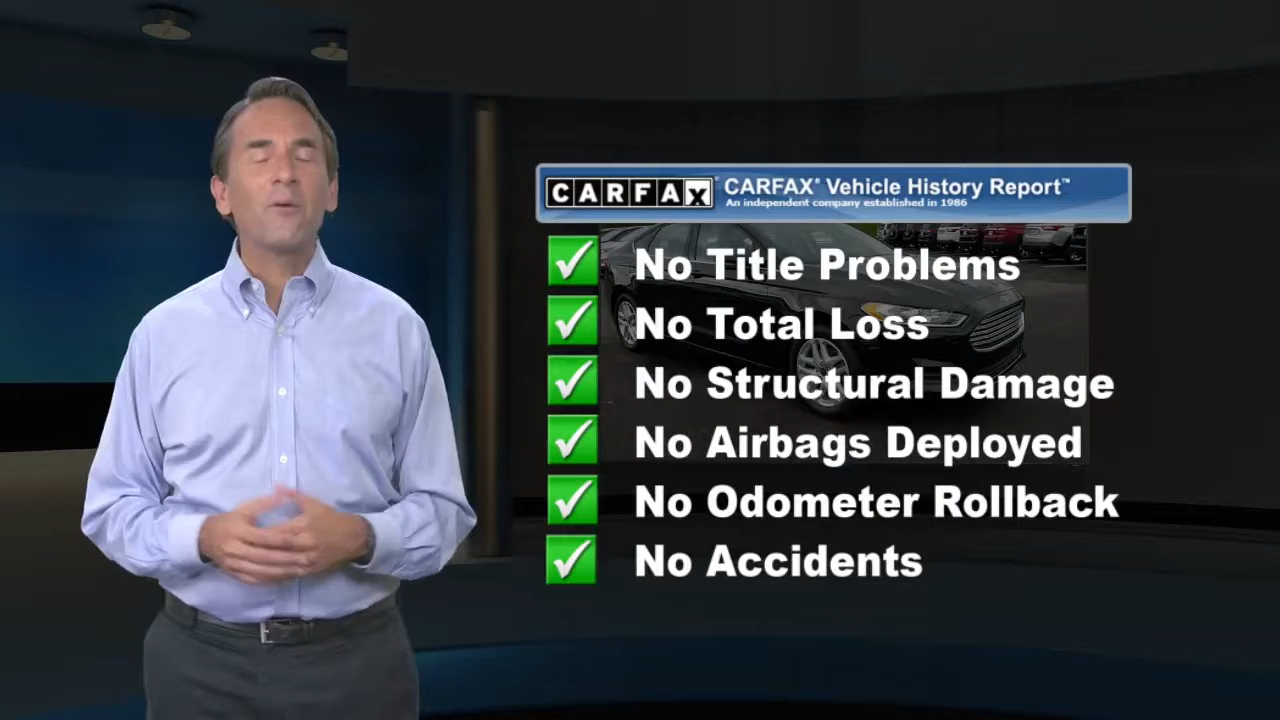 CARFAX
CARFAX® Vehicle History Report™
An independent company established in 1986
No Title Problems
No Total Loss
No Structural Damage
No Airbags Deployed
No Odometer Rollback
No Accidents